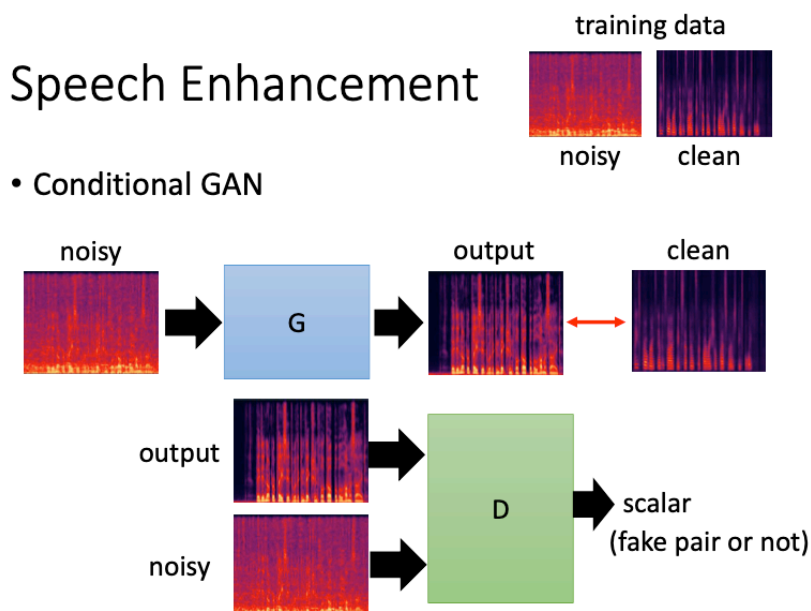 training data
Speech Enhancement
noisy clean
• Conditional GAN
noisy output clean
G
output
D
scalar
(fake pair or not)
noisy